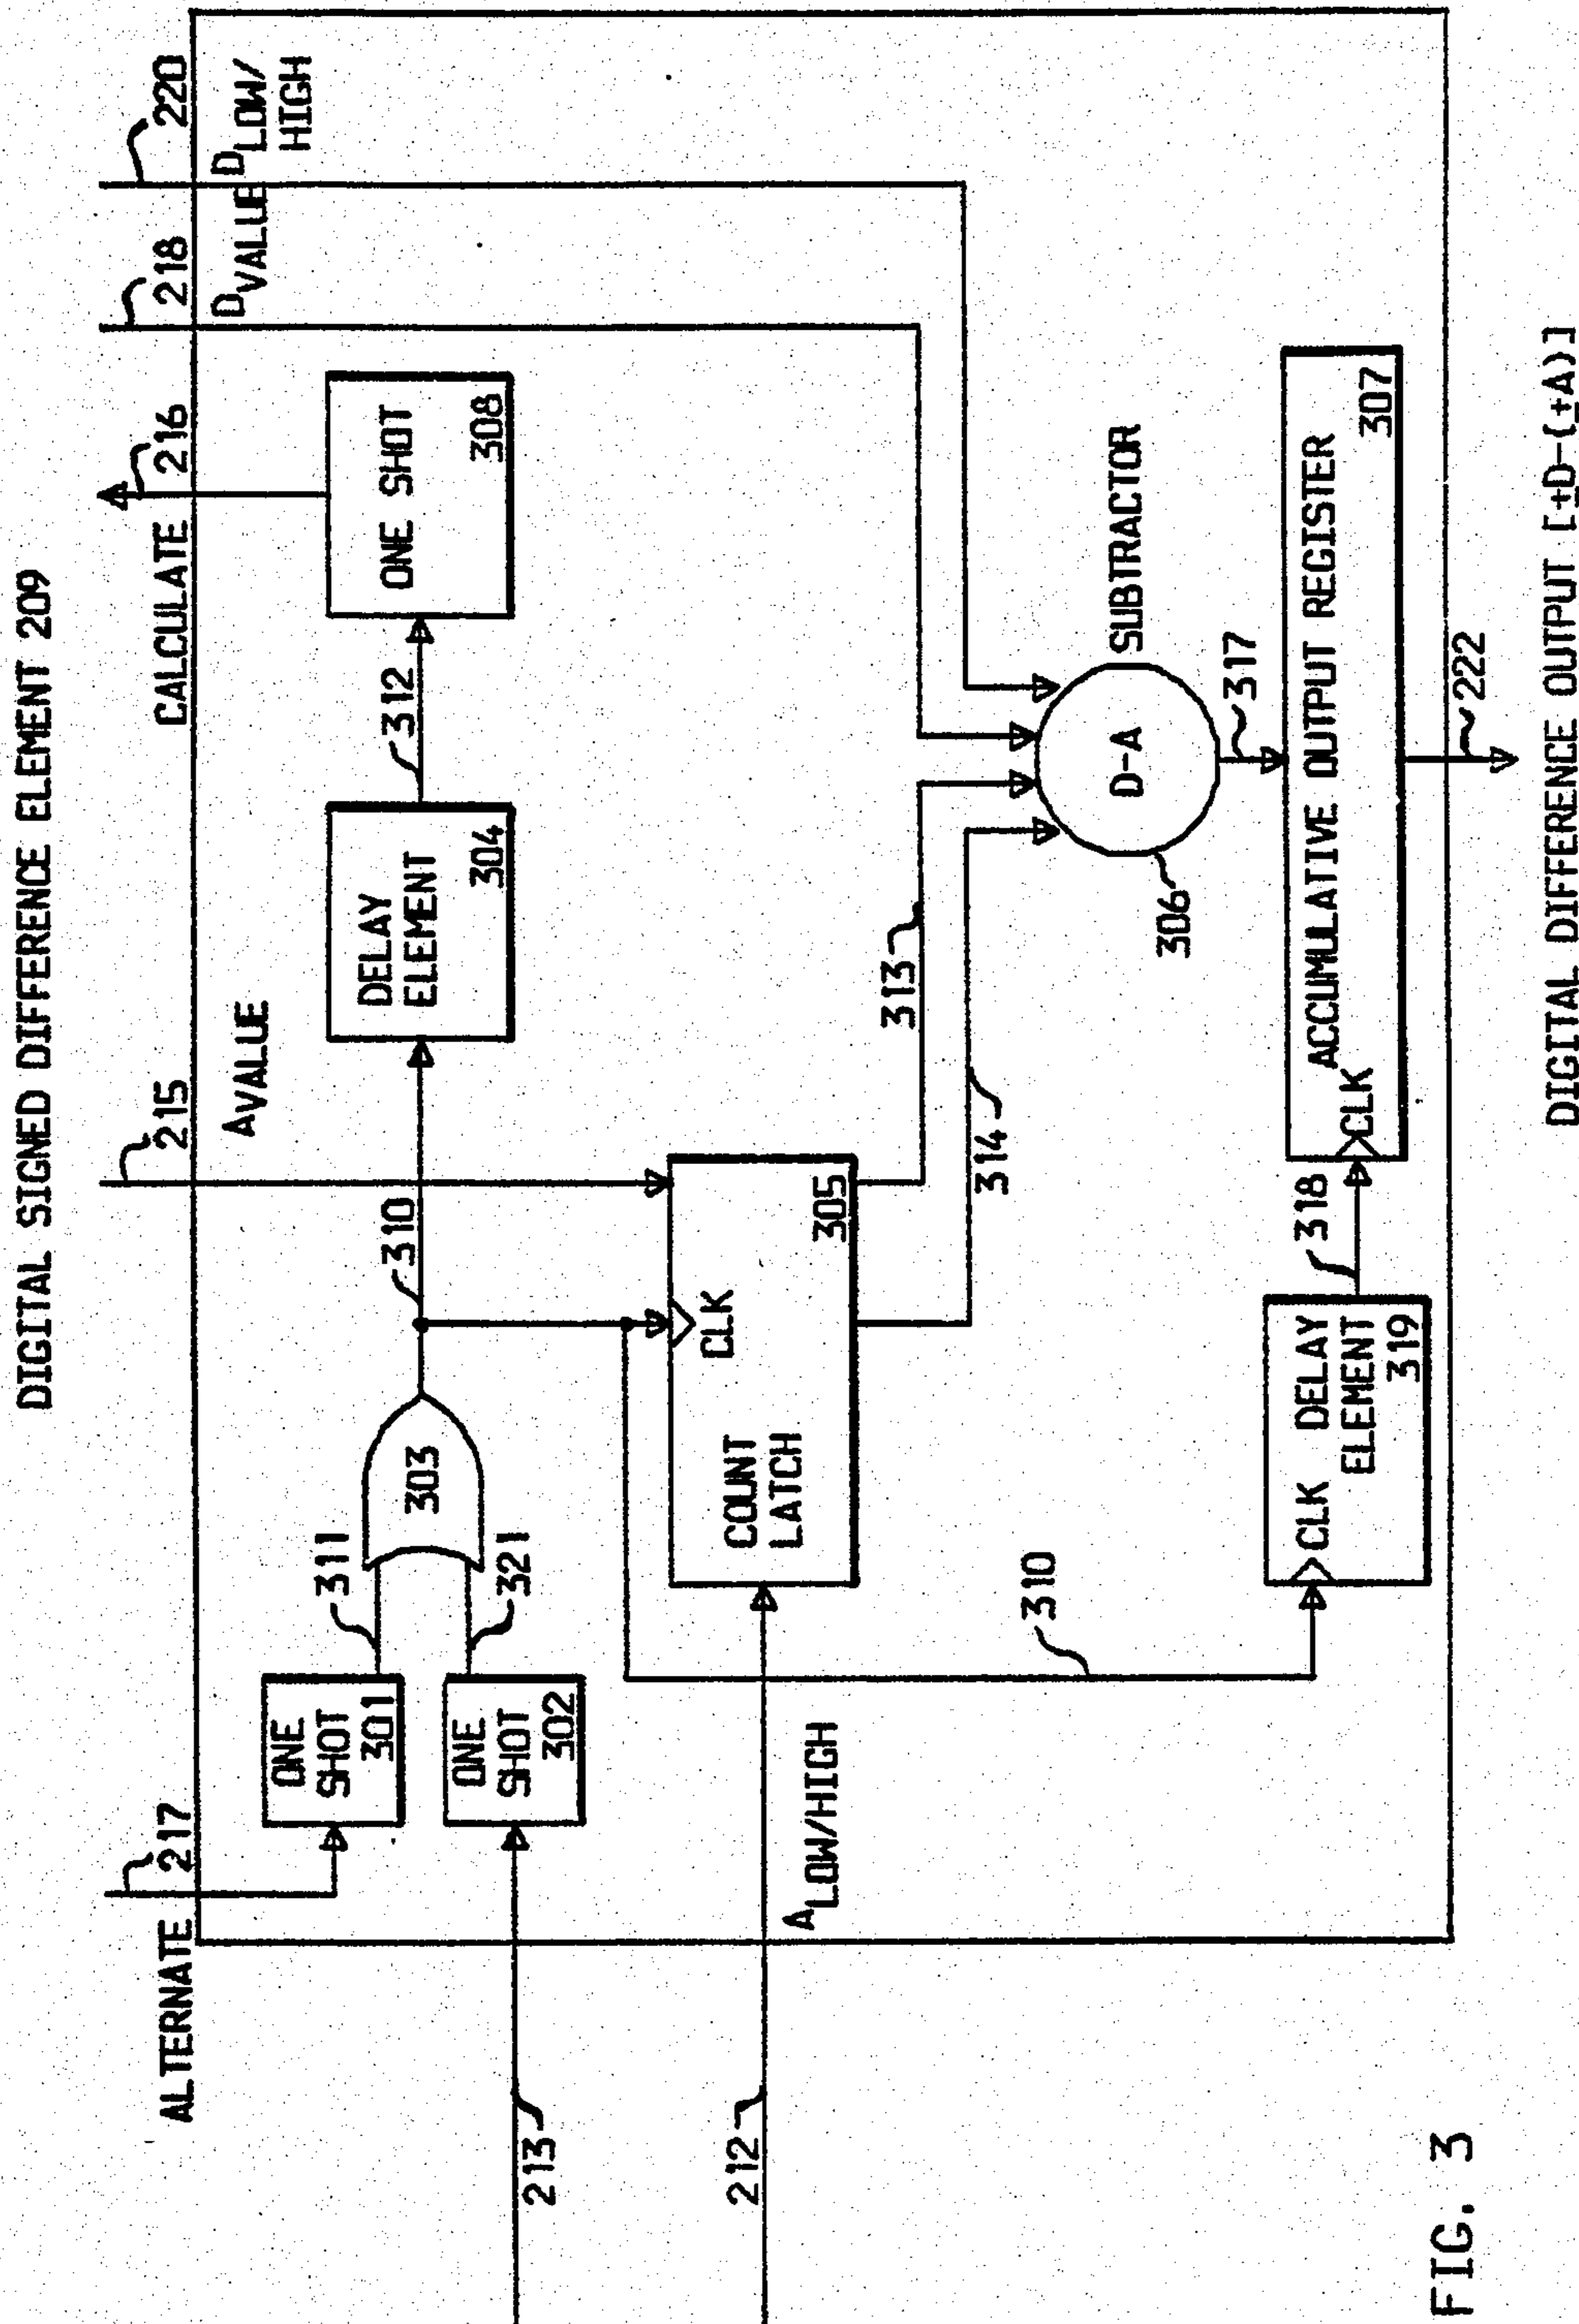 DIGITAL SIGNED DIFFERENCE ELEMENT 209
ALTERNATE
217
215
CALCULATE
216
218
220
AVALUE
DVALUE
DLOW/
HIGH
ONE
SHOT
301
311
303
310
DELAY
ELEMENT
304
312
ONE SHOT
308
213
ONE
SHOT
302
321
212
ALOW/HIGH
COUNT
LATCH
CLK
305
313
314
310
D-A
SUBTRACTOR
306
317
CLK DELAY
ELEMENT
319
318
CLK
ACCUMULATIVE OUTPUT REGISTER
307
222
DIGITAL DIFFERENCE OUTPUT [±D-(±A)]
FIG. 3